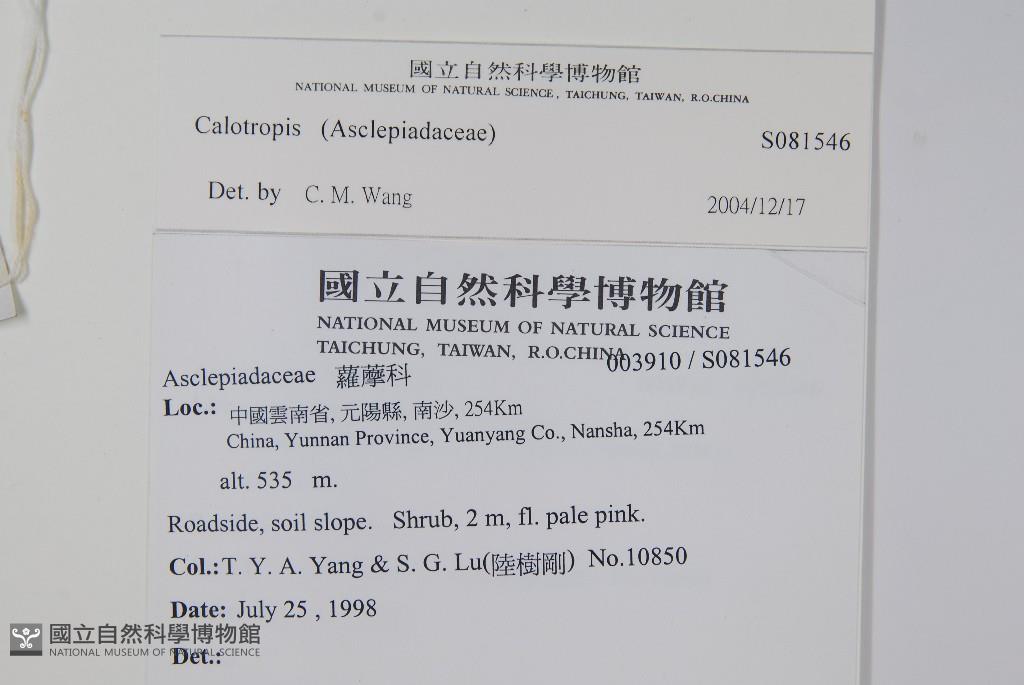 國立自然科學博物館
NATIONAL MUSEUM OF NATURAL SCIENCE, TAICHUNG, TAIWAN, R.O.CHINA
Calotropis (Asclepiadaceae) S081546
Det. by C. M. Wang 2004/12/17
國立自然科學博物館
NATIONAL MUSEUM OF NATURAL SCIENCE
TAICHUNG, TAIWAN, R.O.CHINA
003910 / S081546
Asclepiadaceae 蘿藦科
Loc.: 中國雲南省, 元陽縣, 南沙, 254Km
China, Yunnan Province, Yuanyang Co., Nansha, 254Km
alt. 535 m.
Roadside, soil slope. Shrub, 2 m, fl. pale pink.
Col.: T. Y. A. Yang & S. G. Lu(陸樹剛) No.10850
Date: July 25 , 1998
Det.:
國立自然科學博物館
NATIONAL MUSEUM OF NATURAL SCIENCE